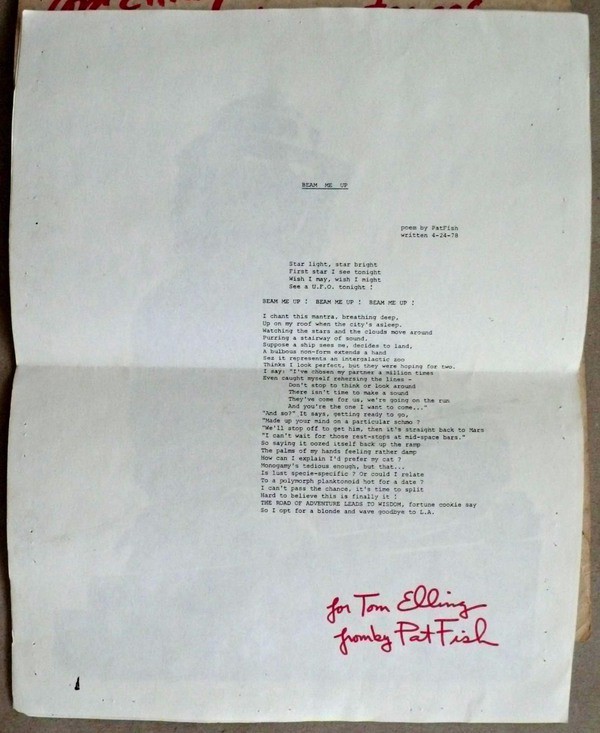 BEAM ME UP
poem by PatFish
written 4-24-78
Star light, star bright
First star I see tonight
Wish I may, wish I might
See a U.F.O. tonight !
BEAM ME UP ! BEAM ME UP ! BEAM ME UP !
I chant this mantra, breathing deep,
Up on my roof when the city's asleep.
Watching the stars and the clouds move around
Purring a stairway of sound.
Suppose a ship sees me, decides to land,
A bulbous non-form extends a hand
Sez it represents an intergalactic zoo
Thinks I look perfect, but they were hoping for two.
I say: "I've chosen my partner a million times
Even caught myself rehersing the lines -
Don't stop to think or look around
There isn't time to make a sound
They've come for us, we're going on the run
And you're the one I want to come..."
"And so?" It says, getting ready to go,
"Made up your mind on a particular schmo ?
"We'll stop off to get him, then it's straight back to Mars
"I can't wait for those rest-stops at mid-space bars."
So saying it oozed itself back up the ramp
The palms of my hands feeling rather damp
How can I explain I'd prefer my cat ?
Monogamy's tedious enough, but that...
Is lust specie-specific ? Or could I relate
To a polymorph planktonoid hot for a date ?
I can't pass the chance, it's time to split
Hard to believe this is finally it !
THE ROAD OF ADVENTURE LEADS TO WISDOM, fortune cookie say
So I opt for a blonde and wave goodbye to L.A.
for Tom Elling
fromby PatFish